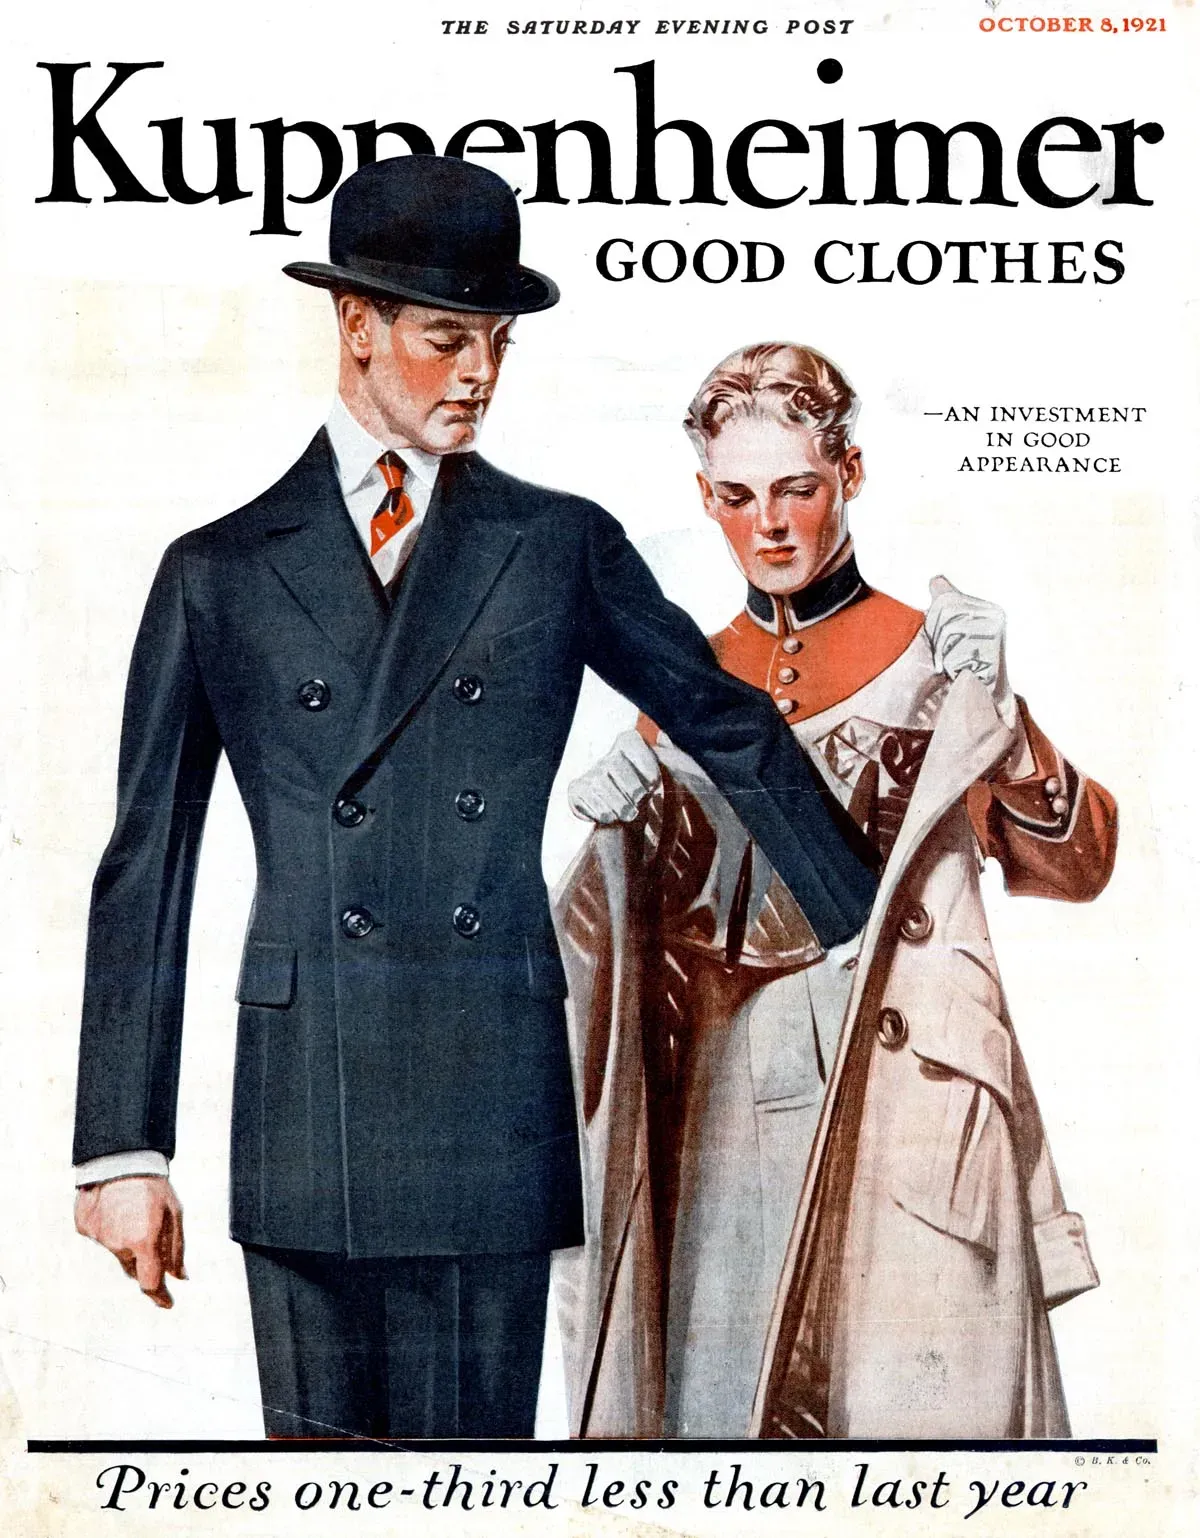 THE SATURDAY EVENING POST
OCTOBER 8, 1921
Kuppenheimer
GOOD CLOTHES
—AN INVESTMENT
IN GOOD
APPEARANCE
© B. K. & Co.
Prices one-third less than last year